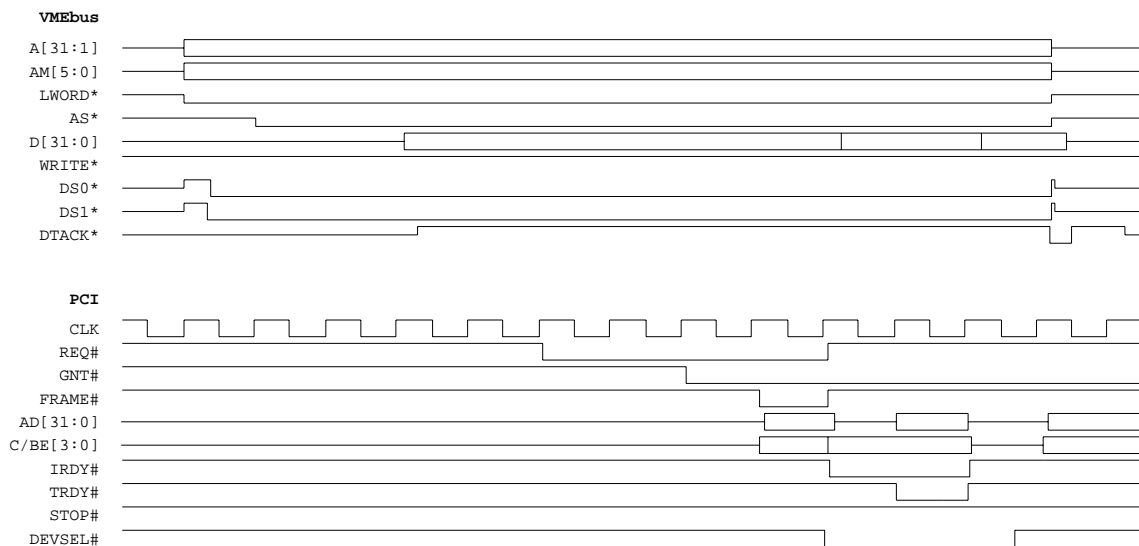 VMEbus
A[31:1]
AM[5:0]
LWORD*
AS*
D[31:0]
WRITE*
DS0*
DS1*
DTACK*
PCI
CLK
REQ#
GNT#
FRAME#
AD[31:0]
C/BE[3:0]
IRDY#
TRDY#
STOP#
DEVSEL#